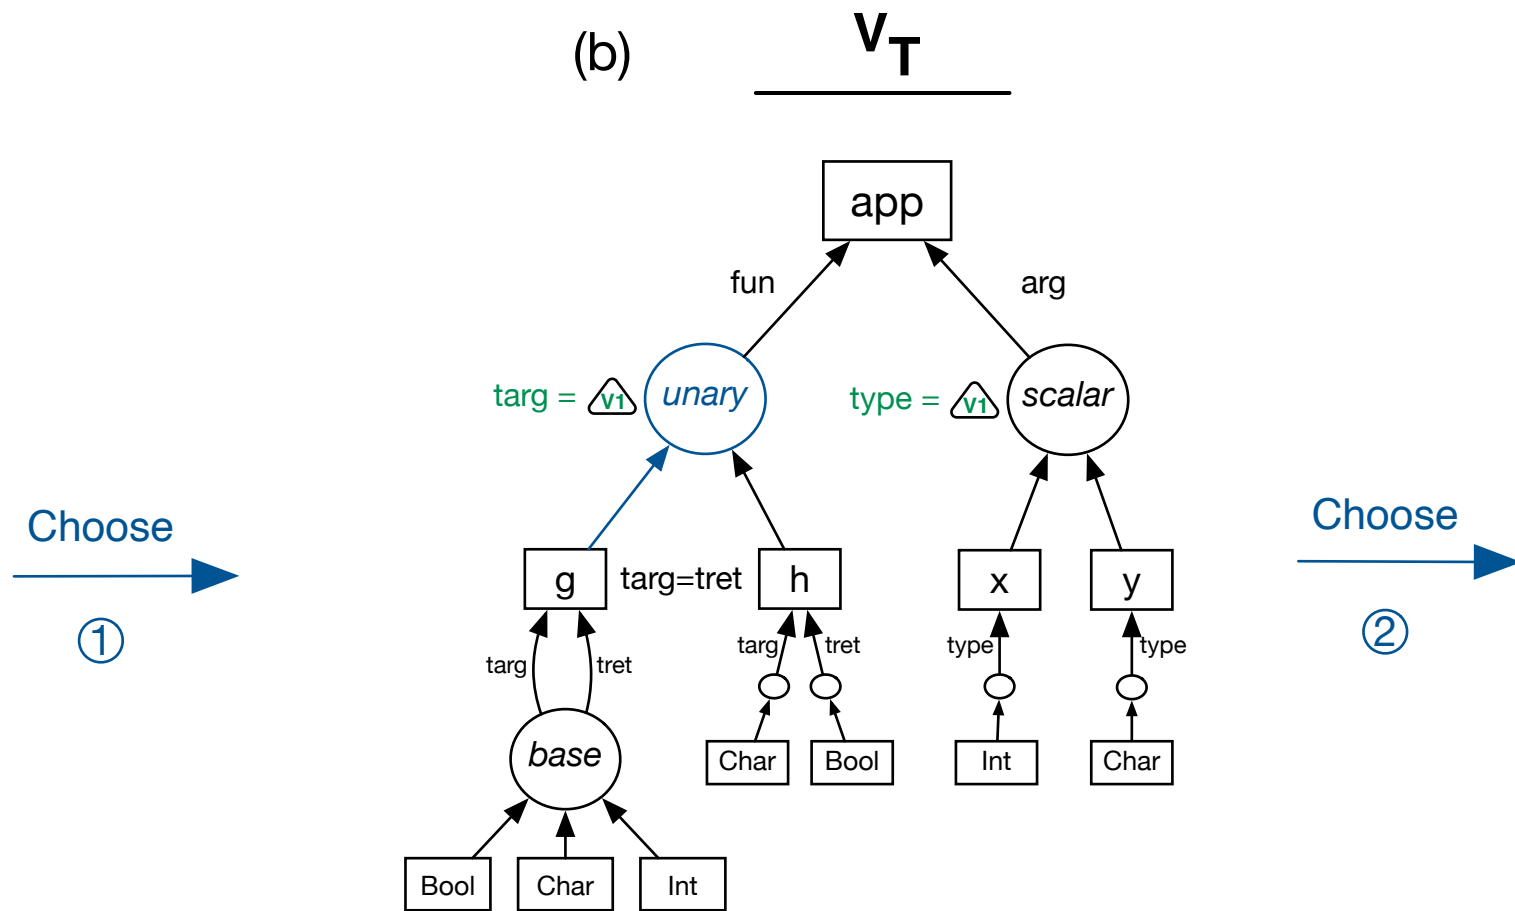 (b)
V_T
app
fun
arg
targ = V1
unary
type = V1
scalar
Choose
①
Choose
②
g
targ=tret
h
x
y
targ
tret
targ
tret
type
type
base
Char
Bool
Int
Char
Bool
Char
Int